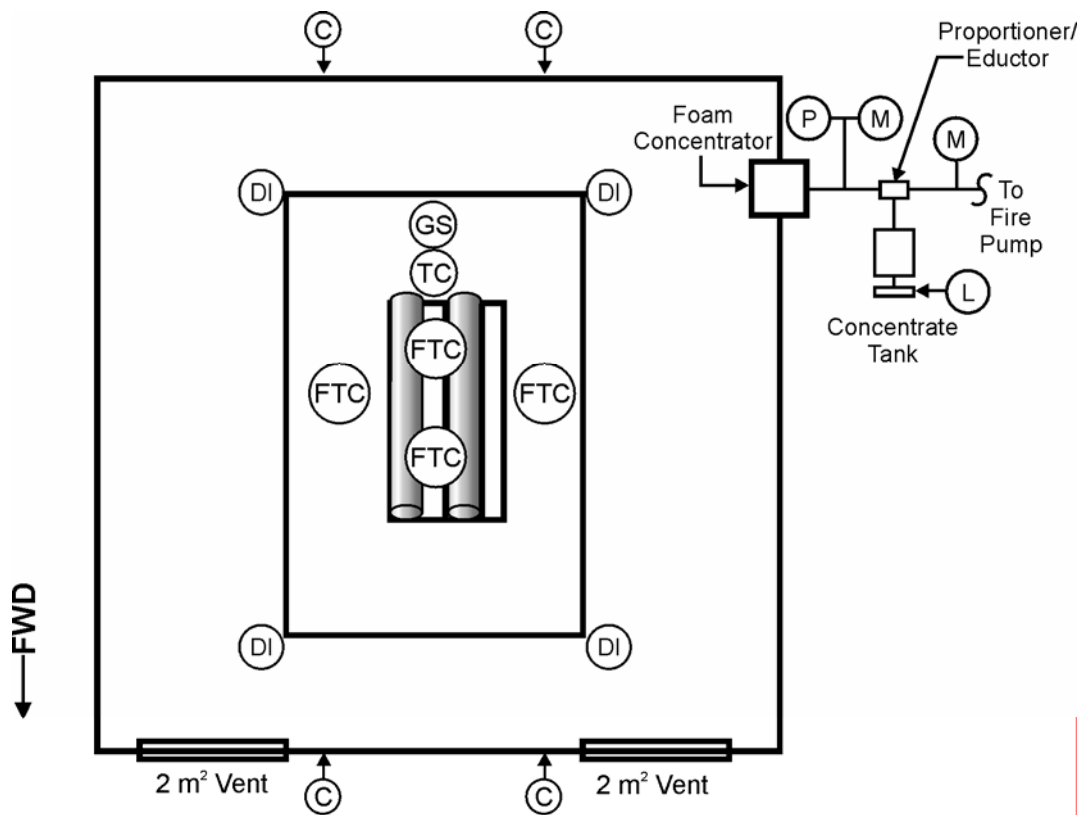 C
C
Proportioner/
Eductor
Foam
Concentrator
P
M
M
To
Fire
Pump
DI
DI
GS
TC
L
Concentrate
Tank
FTC
FTC
FTC
FTC
FWD
DI
DI
2 m² Vent
2 m² Vent
C
C